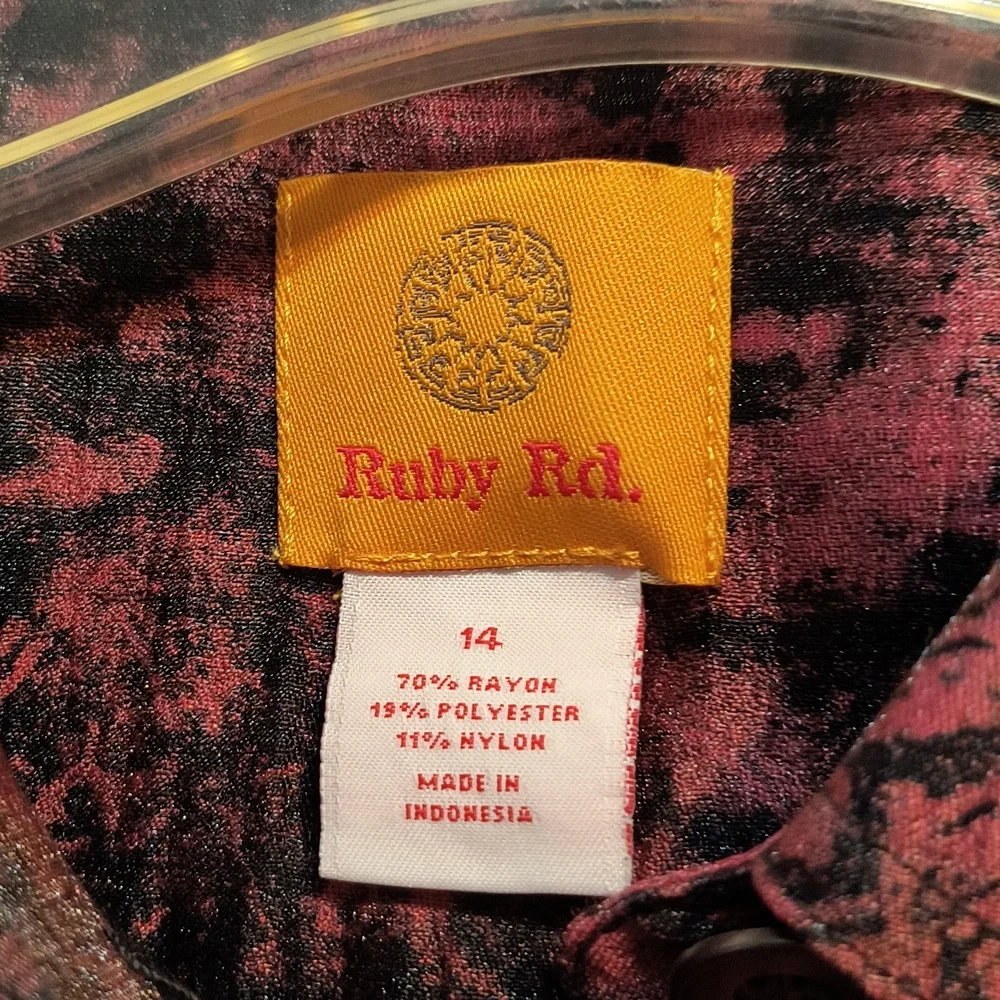 Ruby Rd.
14
70% RAYON
19% POLYESTER
11% NYLON
MADE IN
INDONESIA